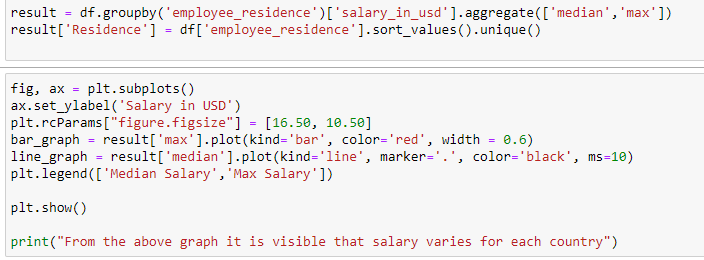 result = df.groupby('employee_residence')['salary_in_usd'].aggregate(['median','max'])
result['Residence'] = df['employee_residence'].sort_values().unique()
fig, ax = plt.subplots()
ax.set_ylabel('Salary in USD')
plt.rcParams["figure.figsize"] = [16.50, 10.50]
bar_graph = result['max'].plot(kind='bar', color='red', width = 0.6)
line_graph = result['median'].plot(kind='line', marker='.', color='black', ms=10)
plt.legend(['Median Salary','Max Salary'])
plt.show()
print("From the above graph it is visible that salary varies for each country")